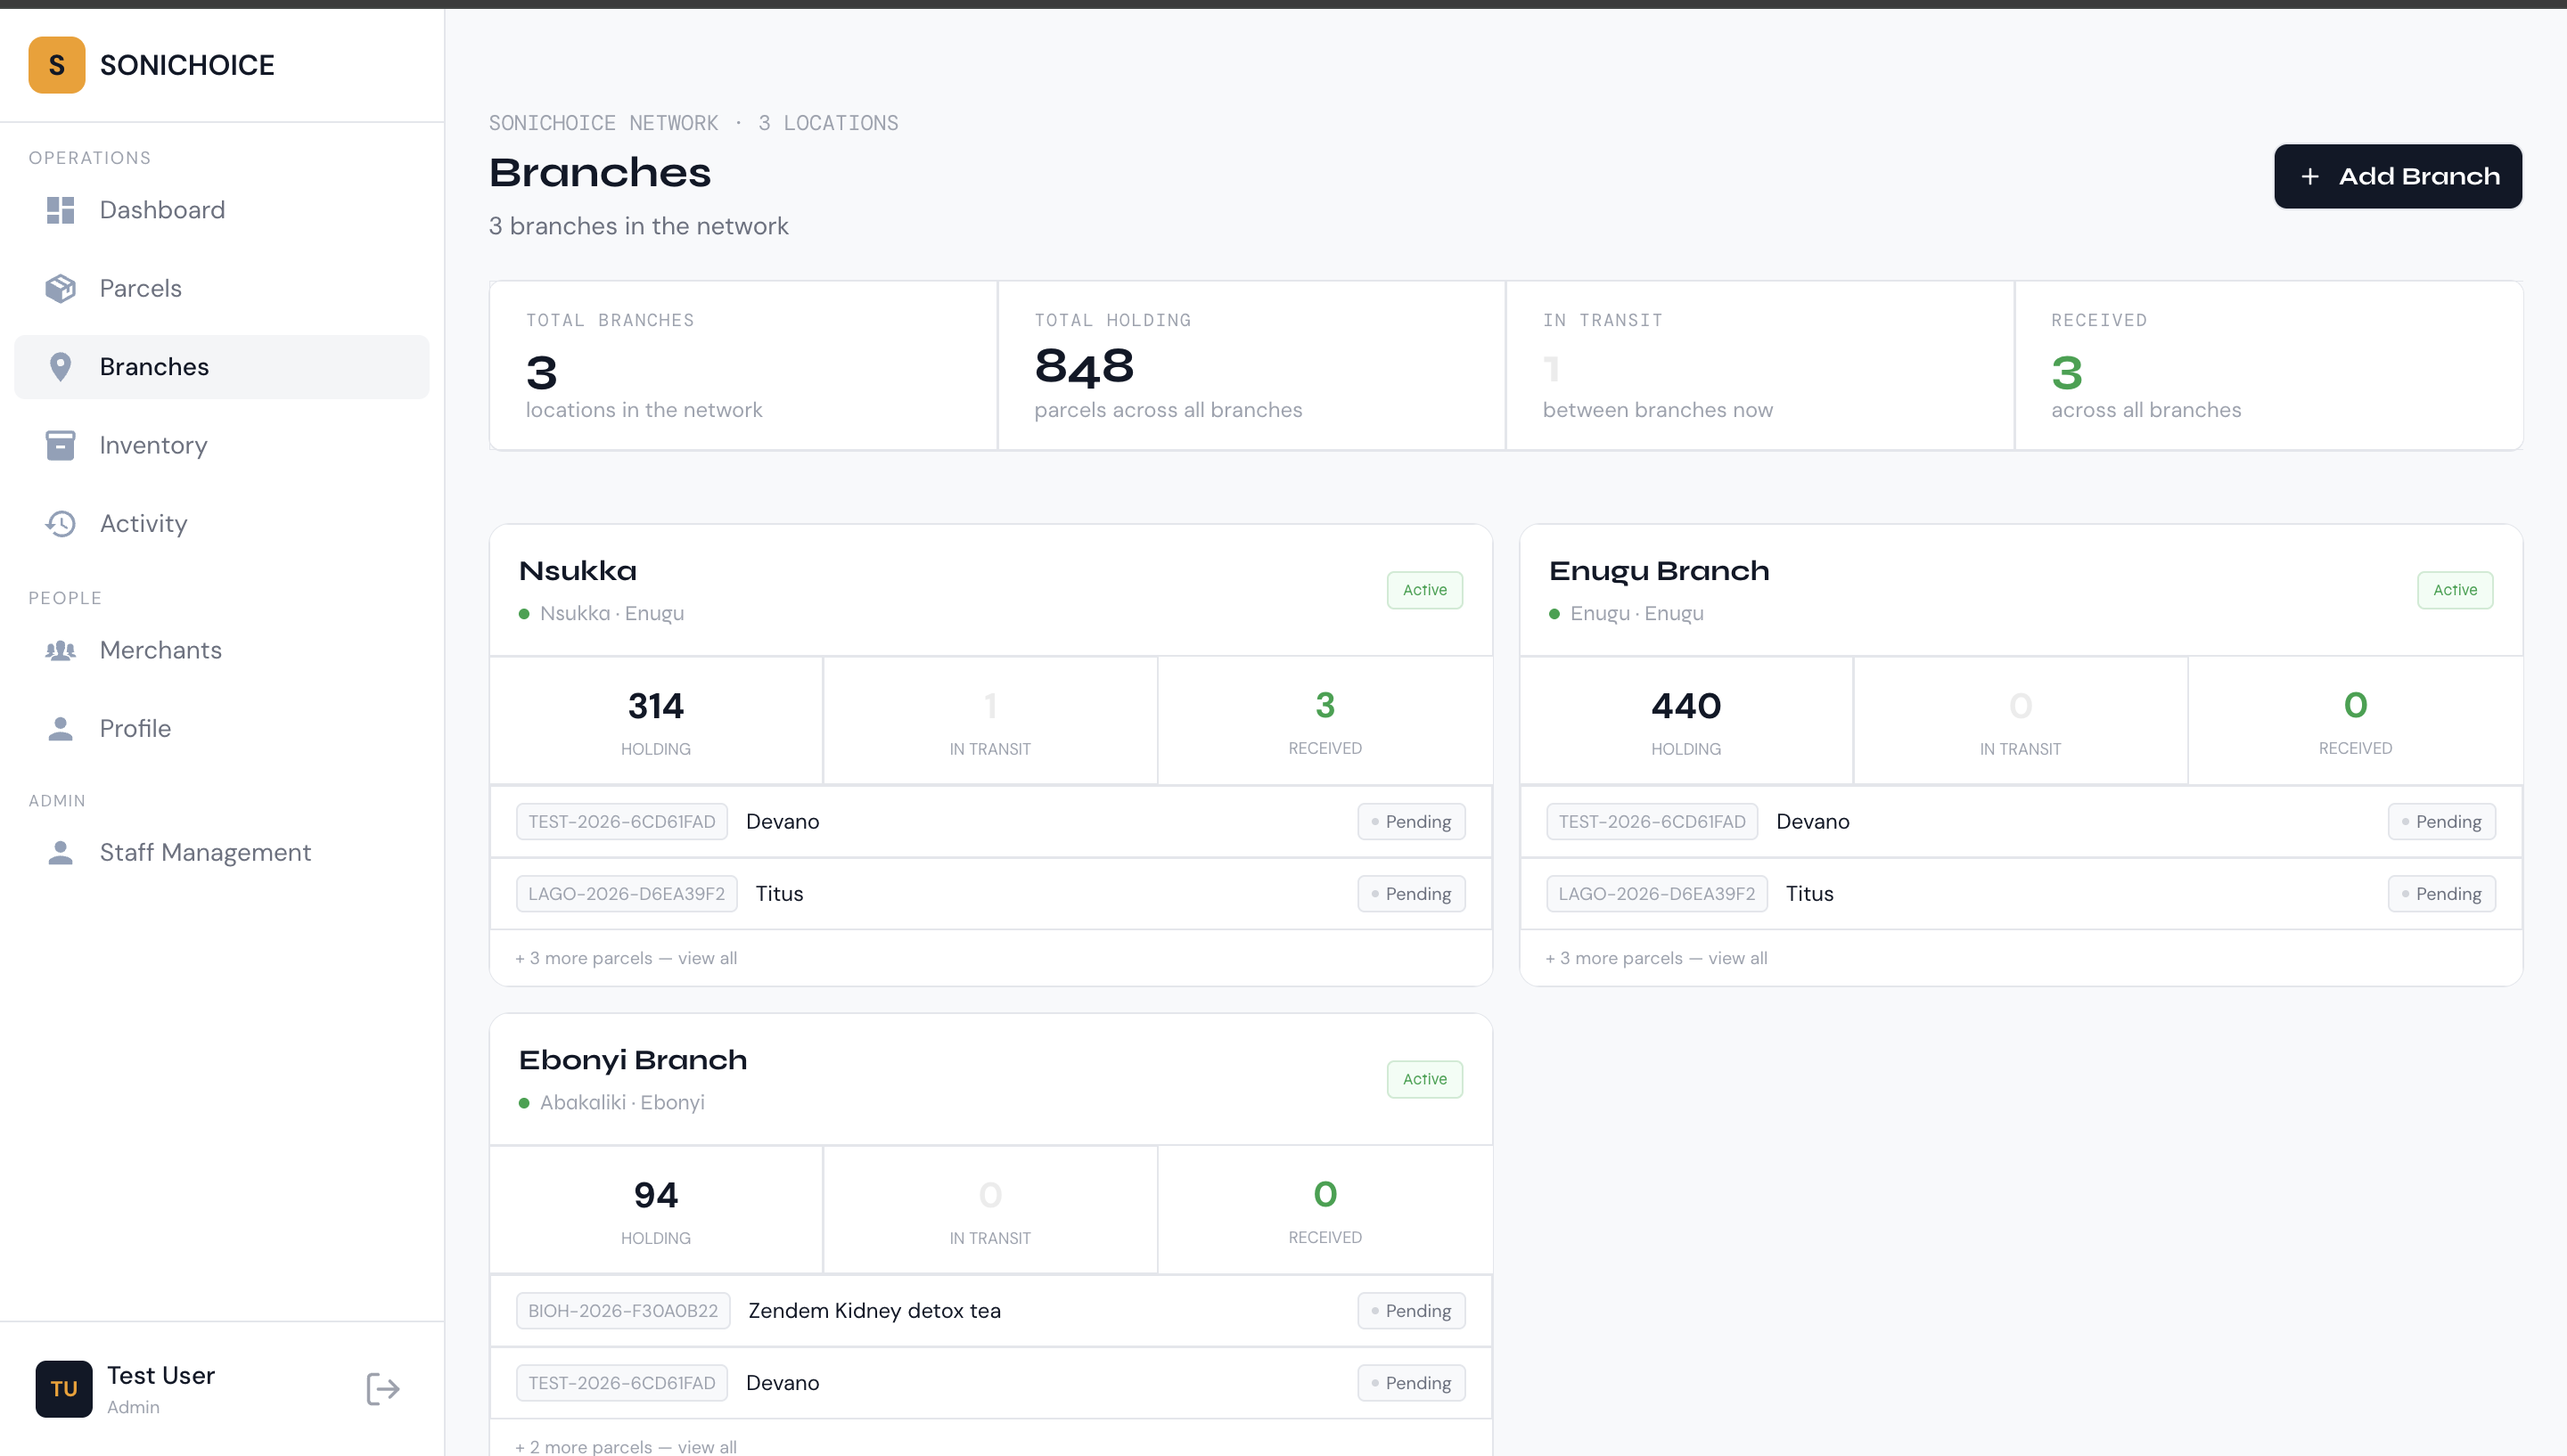 S SONICHOICE
OPERATIONS
Dashboard
Parcels
Branches
Inventory
Activity
PEOPLE
Merchants
Profile
ADMIN
Staff Management
TU
Test User
Admin
SONICHOICE NETWORK · 3 LOCATIONS
Branches
3 branches in the network
+ Add Branch
TOTAL BRANCHES
3
locations in the network
TOTAL HOLDING
848
parcels across all branches
IN TRANSIT
1
between branches now
RECEIVED
3
across all branches
Nsukka
Nsukka · Enugu
Active
314
HOLDING
1
IN TRANSIT
3
RECEIVED
TEST-2026-6CD61FAD Devano Pending
LAGO-2026-D6EA39F2 Titus Pending
+ 3 more parcels — view all
Enugu Branch
Enugu · Enugu
Active
440
HOLDING
0
IN TRANSIT
0
RECEIVED
TEST-2026-6CD61FAD Devano Pending
LAGO-2026-D6EA39F2 Titus Pending
+ 3 more parcels — view all
Ebonyi Branch
Abakaliki · Ebonyi
Active
94
HOLDING
0
IN TRANSIT
0
RECEIVED
BIOH-2026-F30A0B22 Zendem Kidney detox tea Pending
TEST-2026-6CD61FAD Devano Pending
+ 2 more parcels — view all